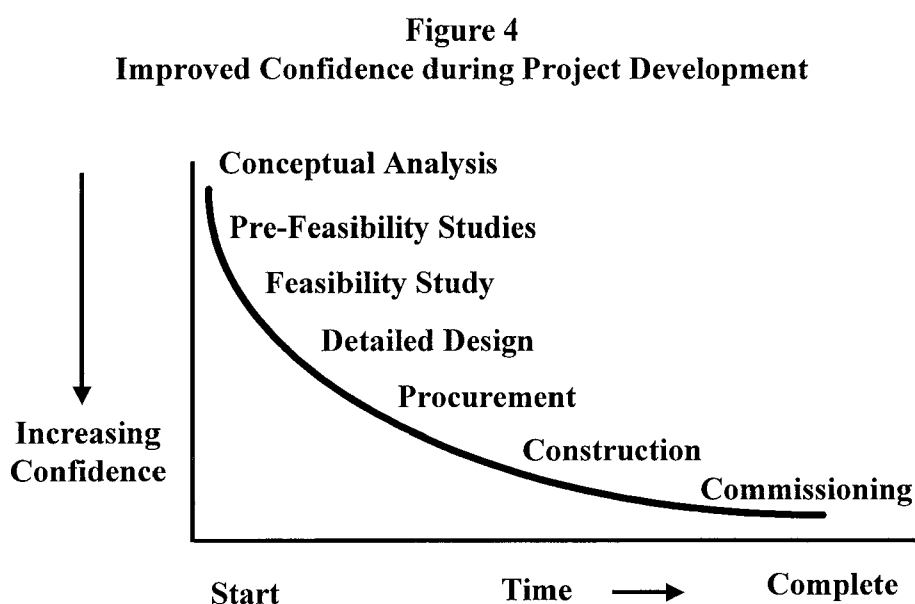 Figure 4
Improved Confidence during Project Development
Conceptual Analysis
Pre-Feasibility Studies
Feasibility Study
Detailed Design
Procurement
Increasing
Confidence
Construction
Commissioning
Start
Time
Complete